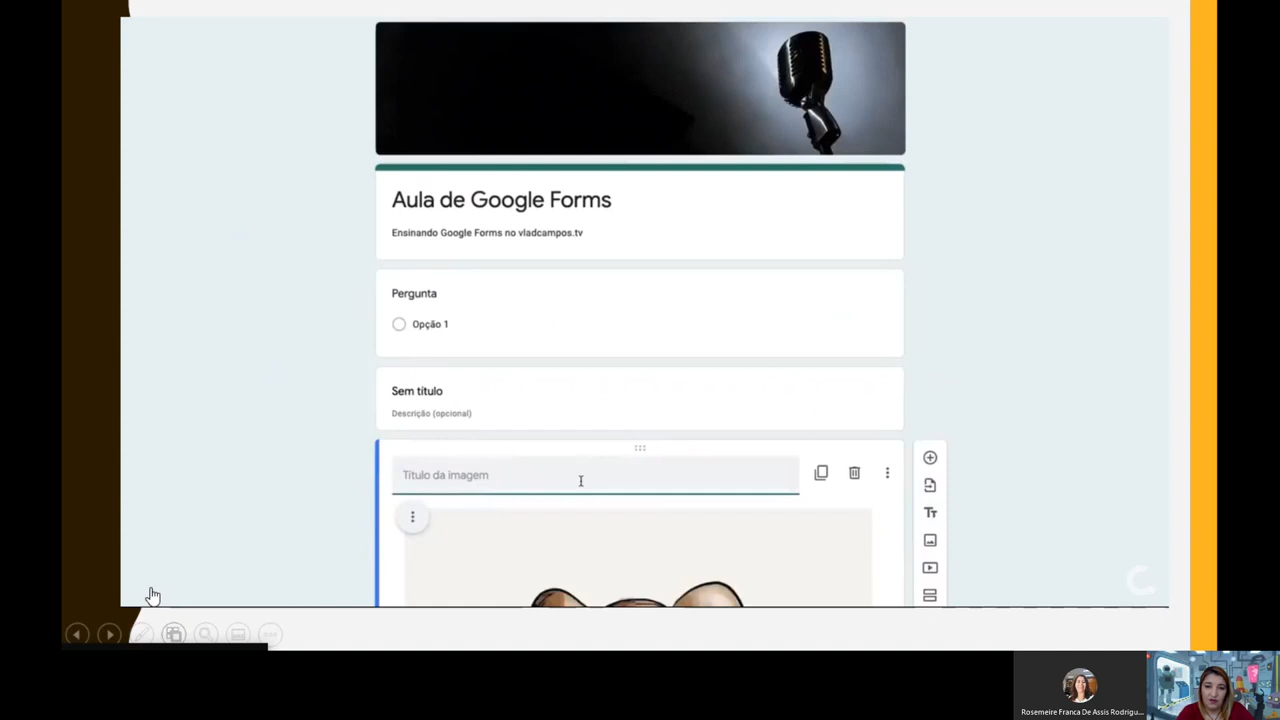 Aula de Google Forms
Ensinando Google Forms no vladcampos.tv
Pergunta
Opção 1
Sem título
Descrição (opcional)
Título da imagem
Tt
Rosemeire Franca De Assis Rodrigu...